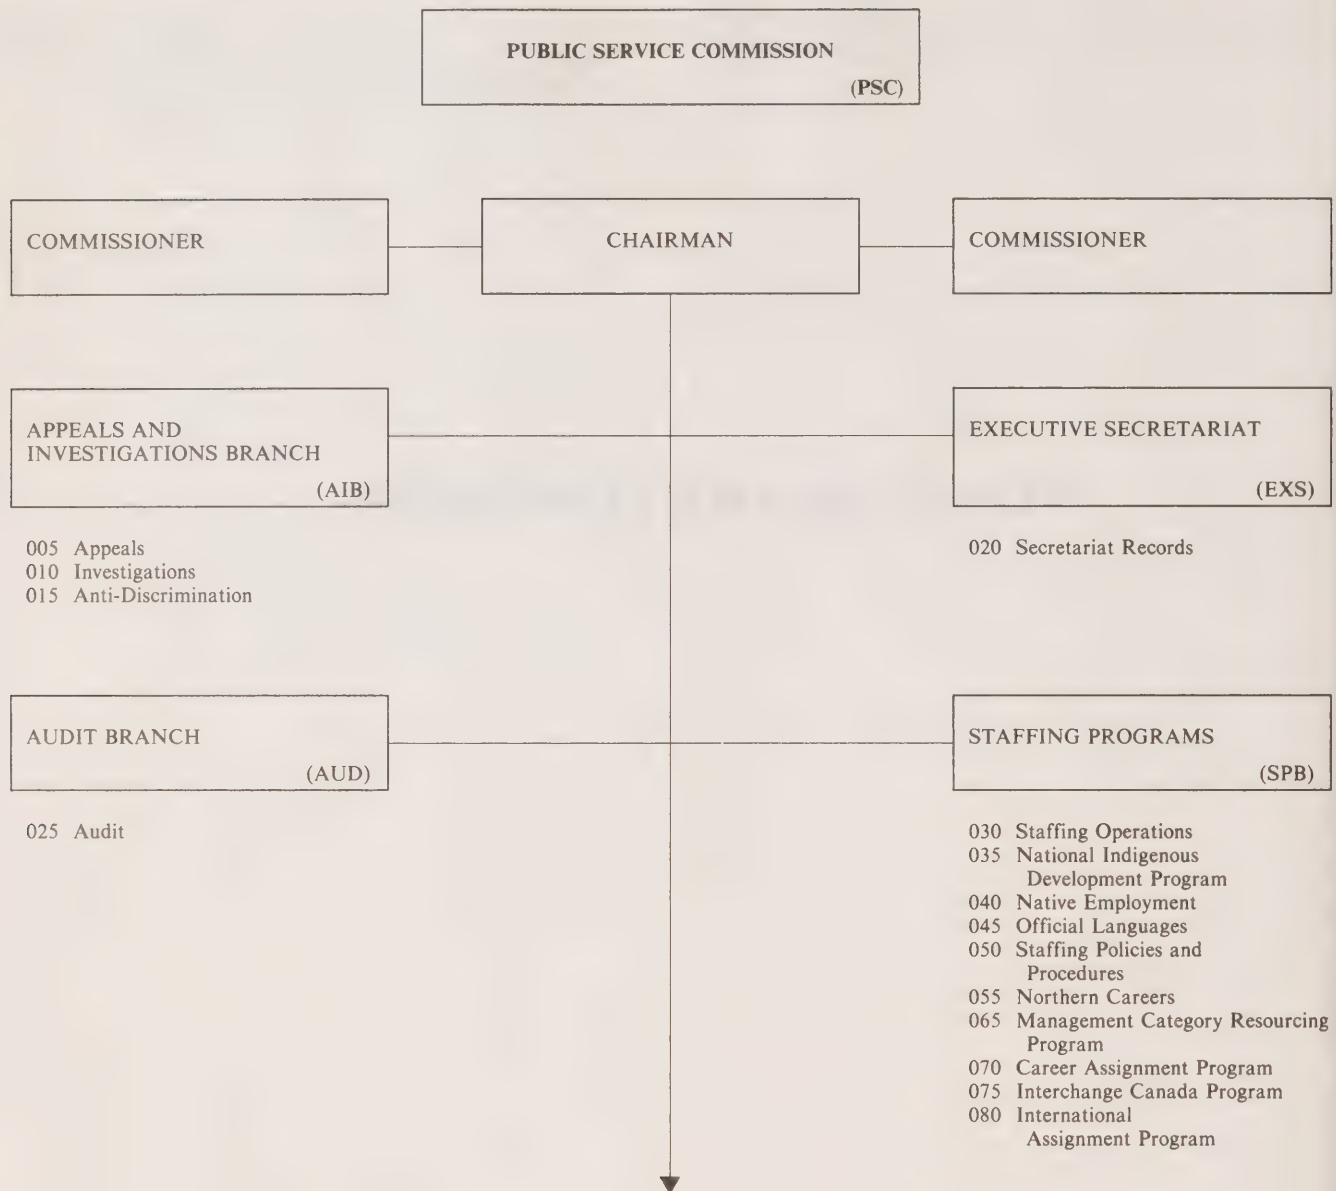 PUBLIC SERVICE COMMISSION
(PSC)
COMMISSIONER
CHAIRMAN
COMMISSIONER
APPEALS AND
INVESTIGATIONS BRANCH
(AIB)
005 Appeals
010 Investigations
015 Anti-Discrimination
EXECUTIVE SECRETARIAT
(EXS)
020 Secretariat Records
AUDIT BRANCH
(AUD)
025 Audit
STAFFING PROGRAMS
(SPB)
030 Staffing Operations
035 National Indigenous
Development Program
040 Native Employment
045 Official Languages
050 Staffing Policies and
Procedures
055 Northern Careers
065 Management Category Resourcing
Program
070 Career Assignment Program
075 Interchange Canada Program
080 International
Assignment Program